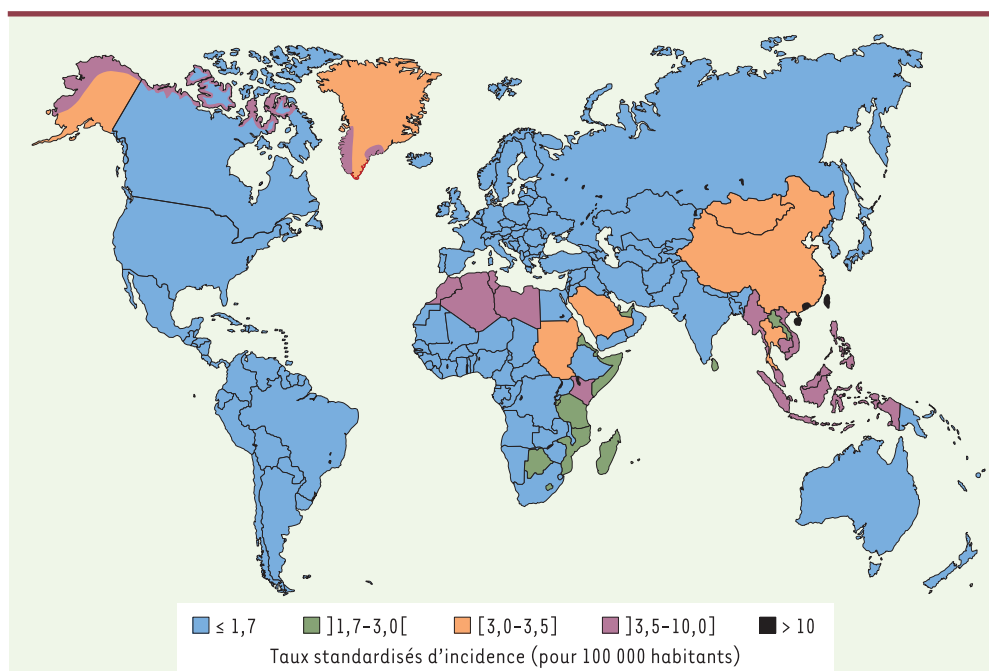 ≤ 1,7 ]1,7–3,0[ [3,0–3,5] ]3,5–10,0] > 10
Taux standardisés d'incidence (pour 100 000 habitants)